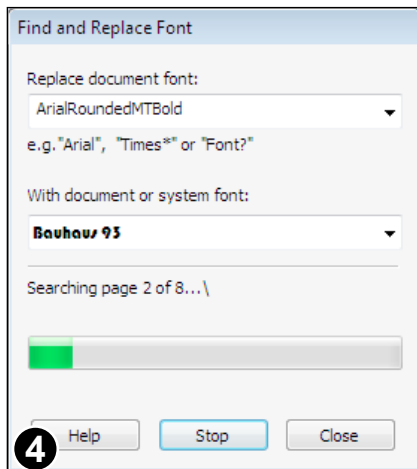 Find and Replace Font
Replace document font:
ArialRoundedMTBold
e.g."Arial", "Times*" or "Font?"
With document or system font:
Bauhaus 93
Searching page 2 of 8...\
4 Help Stop Close